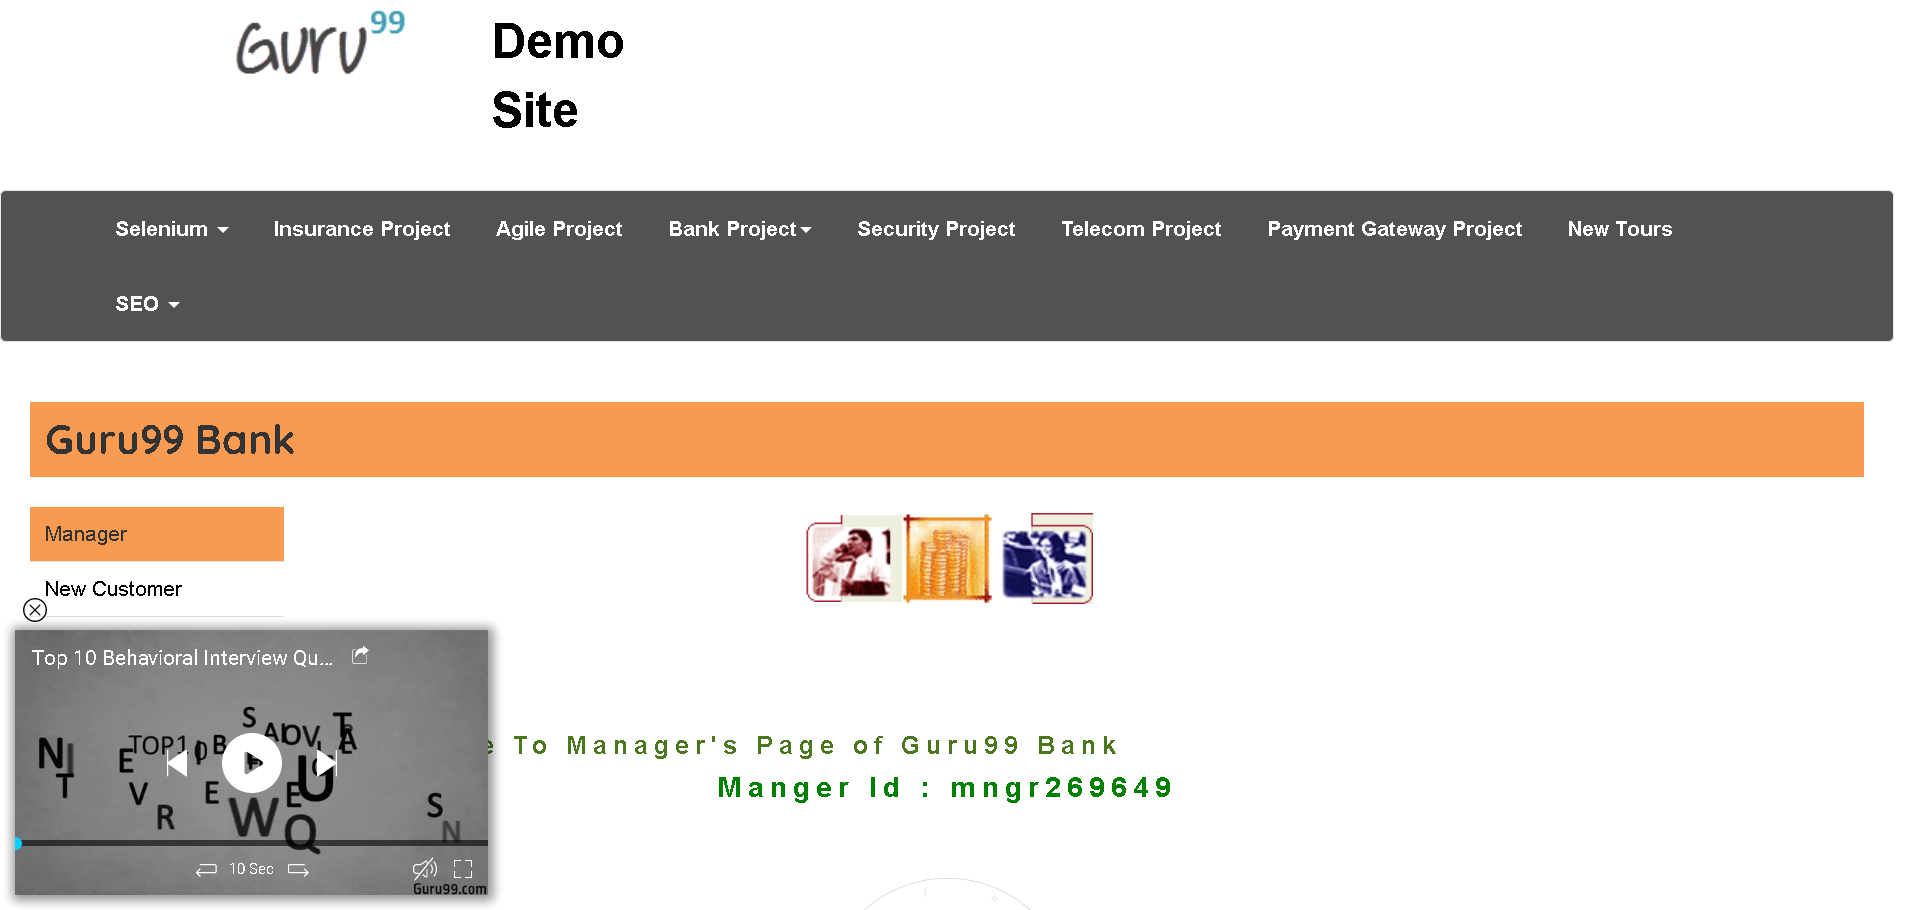 Guru99
Demo
Site
Selenium
Insurance Project
Agile Project
Bank Project
Security Project
Telecom Project
Payment Gateway Project
New Tours
SEO
Guru99 Bank
Manager
New Customer
Top 10 Behavioral Interview Qu...
To Manager's Page of Guru99 Bank
Manger Id : mngr269649
10 Sec
Guru99.com